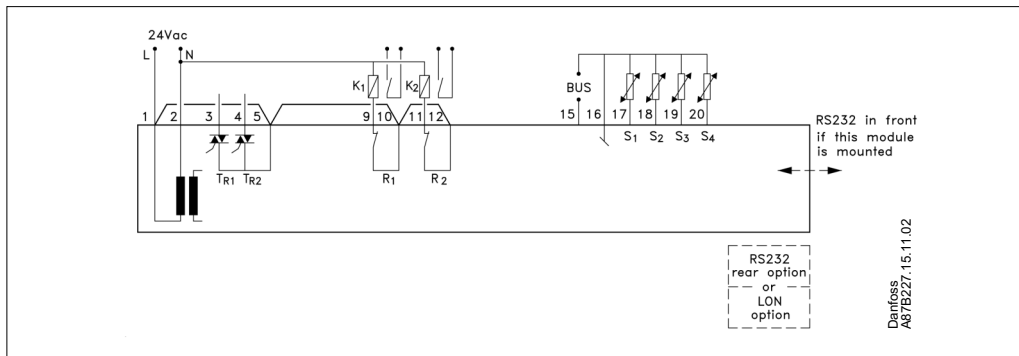 24Vac
L N
K1 K2
BUS
1 2 3 4 5 9 10 11 12 15 16 17 18 19 20
S1 S2 S3 S4
TR1 TR2 R1 R2
RS232 in front
if this module
is mounted
RS232
rear option
or
LON
option
Danfoss
A87B227.15.11.02